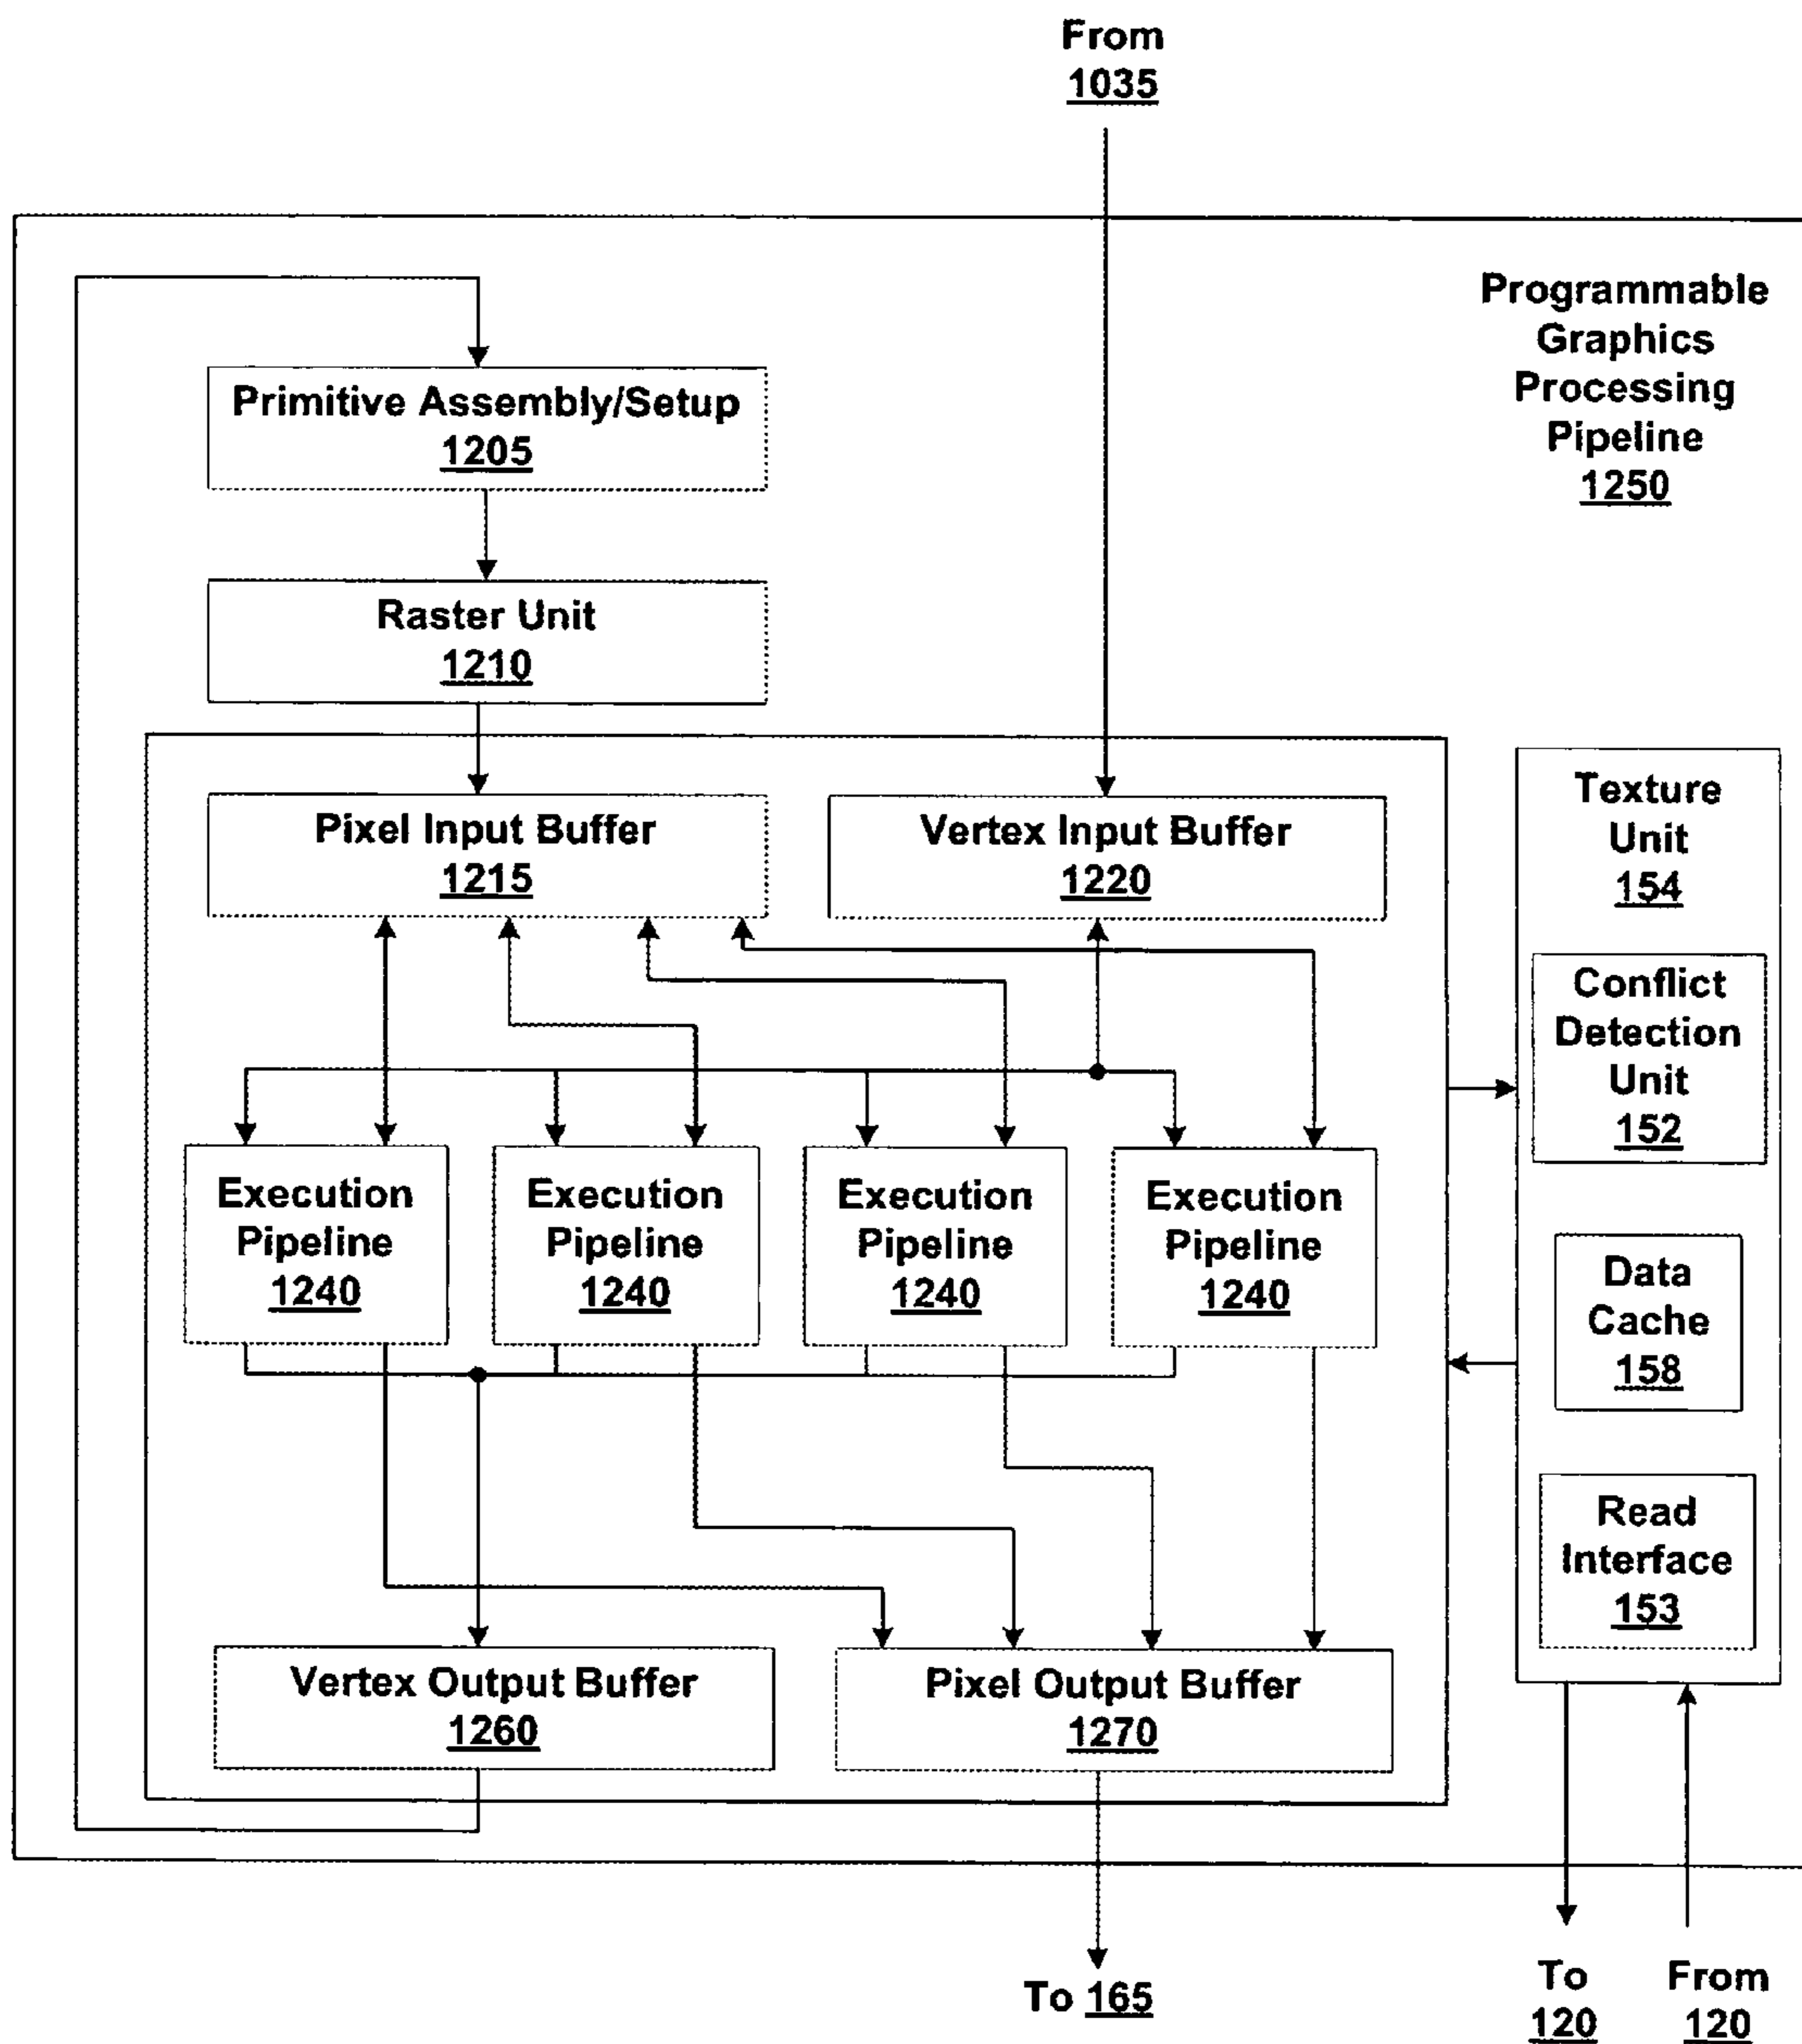 From
1035
Programmable
Graphics
Processing
Pipeline
1250
Primitive Assembly/Setup
1205
Raster Unit
1210
Pixel Input Buffer
1215
Vertex Input Buffer
1220
Texture
Unit
154
Conflict
Detection
Unit
152
Execution
Pipeline
1240
Execution
Pipeline
1240
Execution
Pipeline
1240
Execution
Pipeline
1240
Data
Cache
158
Read
Interface
153
Vertex Output Buffer
1260
Pixel Output Buffer
1270
To 165
To
120
From
120